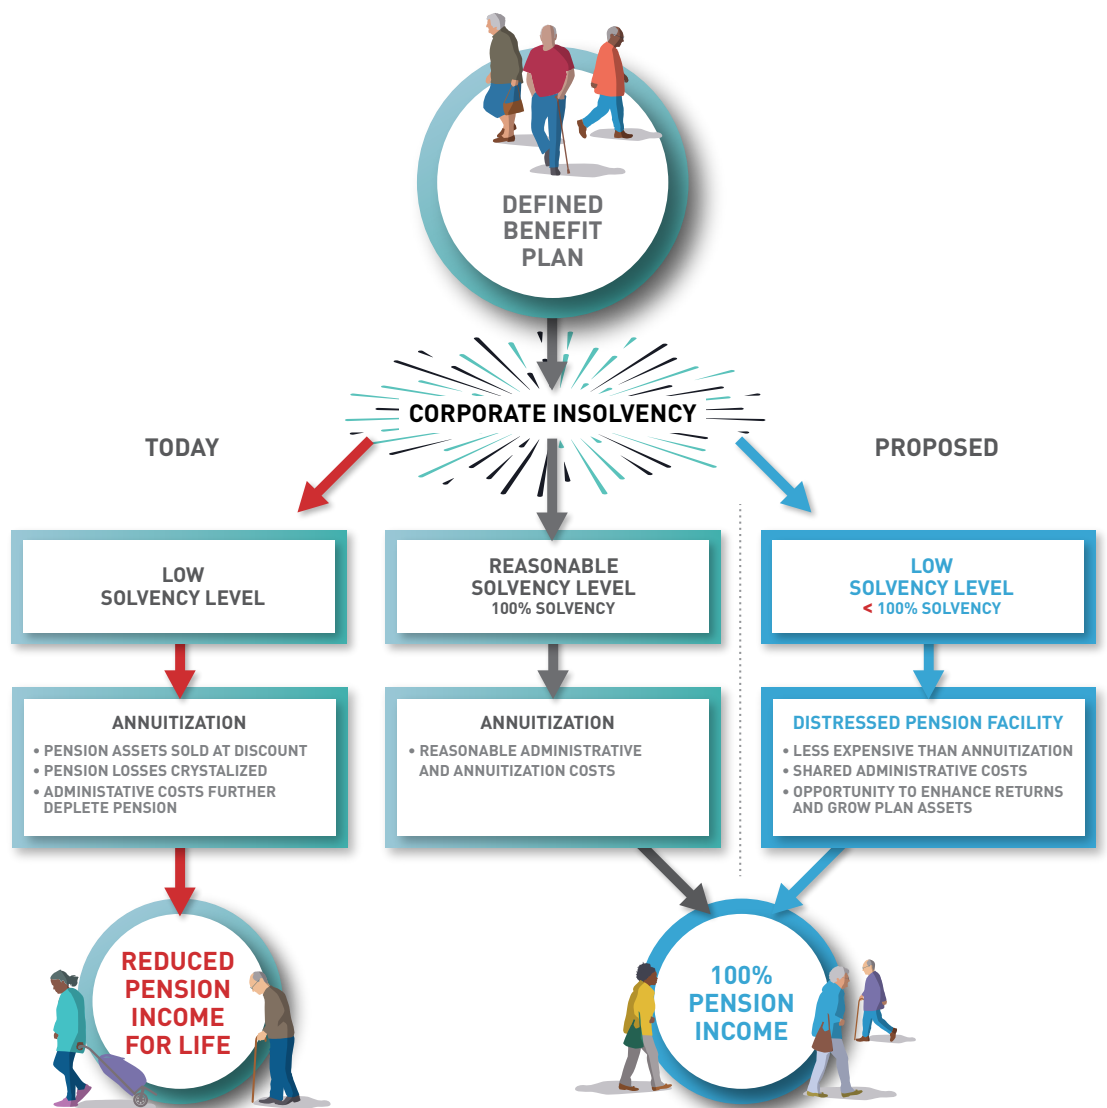 DEFINED
BENEFIT
PLAN
CORPORATE INSOLVENCY
TODAY
PROPOSED
LOW
SOLVENCY LEVEL
REASONABLE
SOLVENCY LEVEL
100% SOLVENCY
LOW
SOLVENCY LEVEL
< 100% SOLVENCY
ANNUITIZATION
• PENSION ASSETS SOLD AT DISCOUNT
• PENSION LOSSES CRYSTALIZED
• ADMINISTATIVE COSTS FURTHER
DEPLETE PENSION
ANNUITIZATION
• REASONABLE ADMINISTRATIVE
AND ANNUITIZATION COSTS
DISTRESSED PENSION FACILITY
• LESS EXPENSIVE THAN ANNUITIZATION
• SHARED ADMINISTRATIVE COSTS
• OPPORTUNITY TO ENHANCE RETURNS
AND GROW PLAN ASSETS
REDUCED
PENSION
INCOME
FOR LIFE
100%
PENSION
INCOME